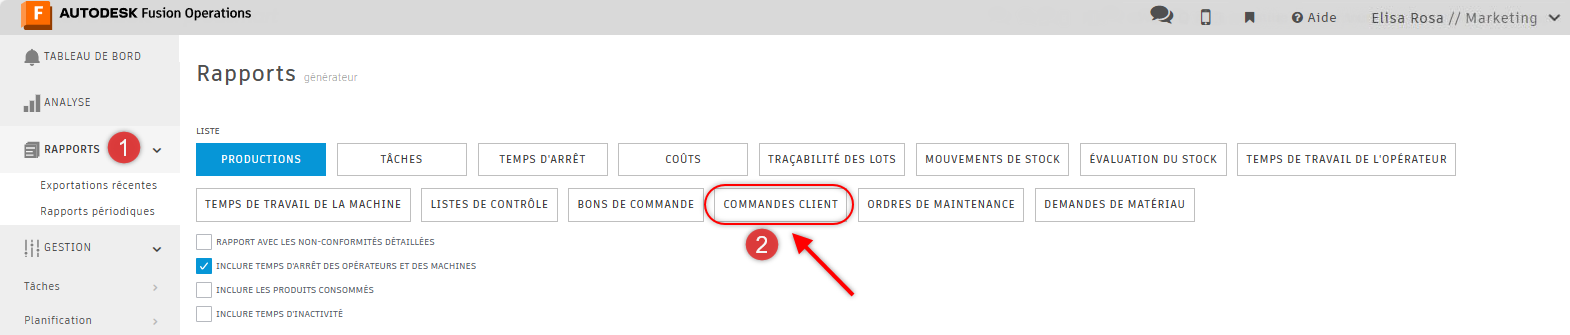 F AUTODESK Fusion Operations
Aide
Elisa Rosa // Marketing
TABLEAU DE BORD
ANALYSE
RAPPORTS 1
Exportations récentes
Rapports périodiques
GESTION
Tâches
Planification
Rapports générateur
LISTE
PRODUCTIONS TÂCHES TEMPS D'ARRÊT COÛTS TRAÇABILITÉ DES LOTS MOUVEMENTS DE STOCK ÉVALUATION DU STOCK TEMPS DE TRAVAIL DE L'OPÉRATEUR
TEMPS DE TRAVAIL DE LA MACHINE LISTES DE CONTRÔLE BONS DE COMMANDE COMMANDES CLIENT ORDRES DE MAINTENANCE DEMANDES DE MATÉRIAU
2
RAPPORT AVEC LES NON-CONFORMITÉS DÉTAILLÉES
INCLURE TEMPS D'ARRÊT DES OPÉRATEURS ET DES MACHINES
INCLURE LES PRODUITS CONSOMMÉS
INCLURE TEMPS D'INACTIVITÉ